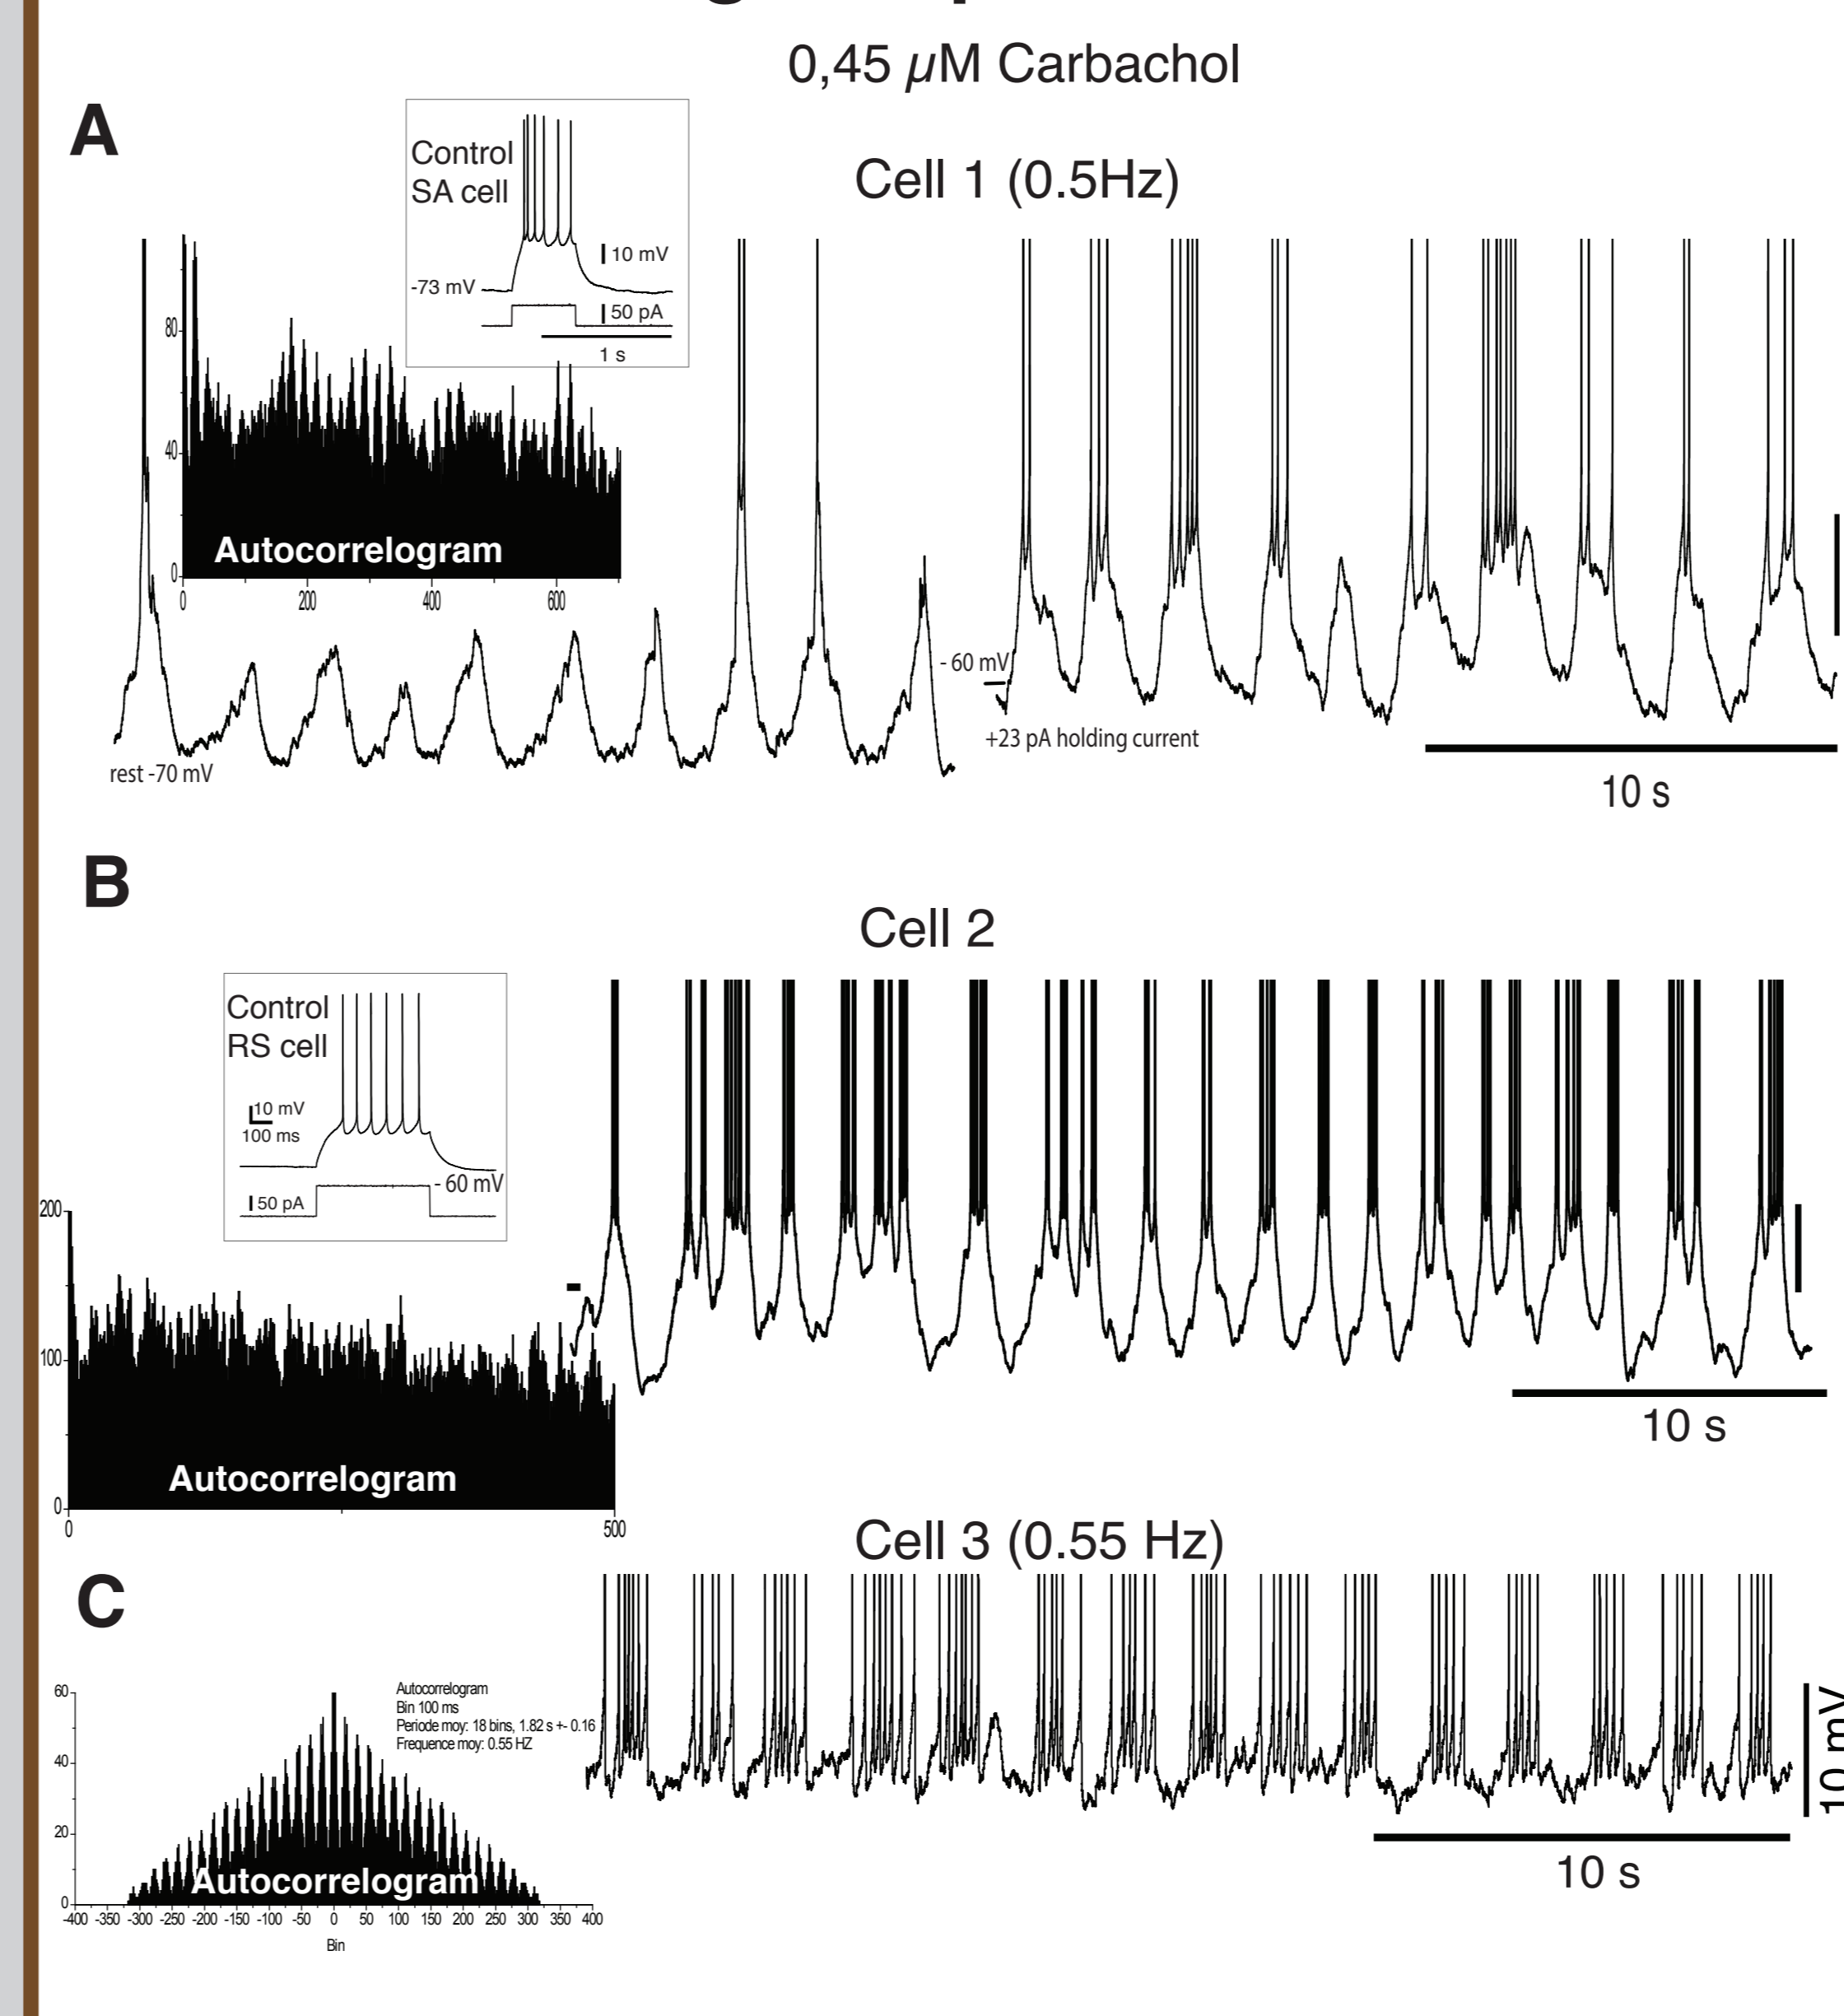 0,45 µM Carbachol
A
Control
SA cell
10 mV
-73 mV
50 pA
1 s
Cell 1 (0.5Hz)
80
40
0
Autocorrelogram
0 200 400 600
rest -70 mV
- 60 mV
+23 pA holding current
10 s
B
Cell 2
Control
RS cell
10 mV
100 ms
- 60 mV
50 pA
200
100
0
Autocorrelogram
0 500
10 s
Cell 3 (0.55 Hz)
C
Autocorrelogram
Bin 100 ms
Periode moy: 18 bins, 1.82 s +- 0.16
Frequence moy: 0.55 HZ
60
40
20
0
Autocorrelogram
-400 -350 -300 -250 -200 -150 -100 -50 0 50 100 150 200 250 300 350 400
Bin
10 mV
10 s